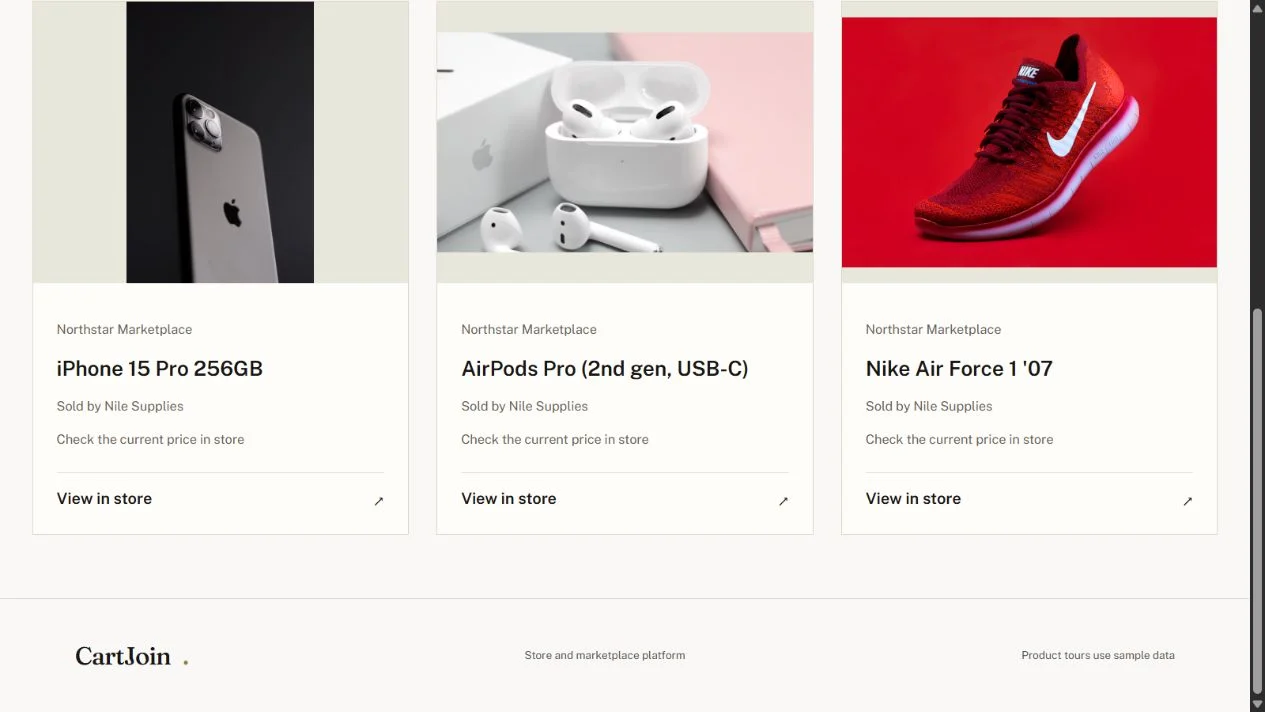 NIKE
Northstar Marketplace
iPhone 15 Pro 256GB
Sold by Nile Supplies
Check the current price in store
View in store ↗
Northstar Marketplace
AirPods Pro (2nd gen, USB-C)
Sold by Nile Supplies
Check the current price in store
View in store ↗
Northstar Marketplace
Nike Air Force 1 '07
Sold by Nile Supplies
Check the current price in store
View in store ↗
CartJoin .
Store and marketplace platform
Product tours use sample data